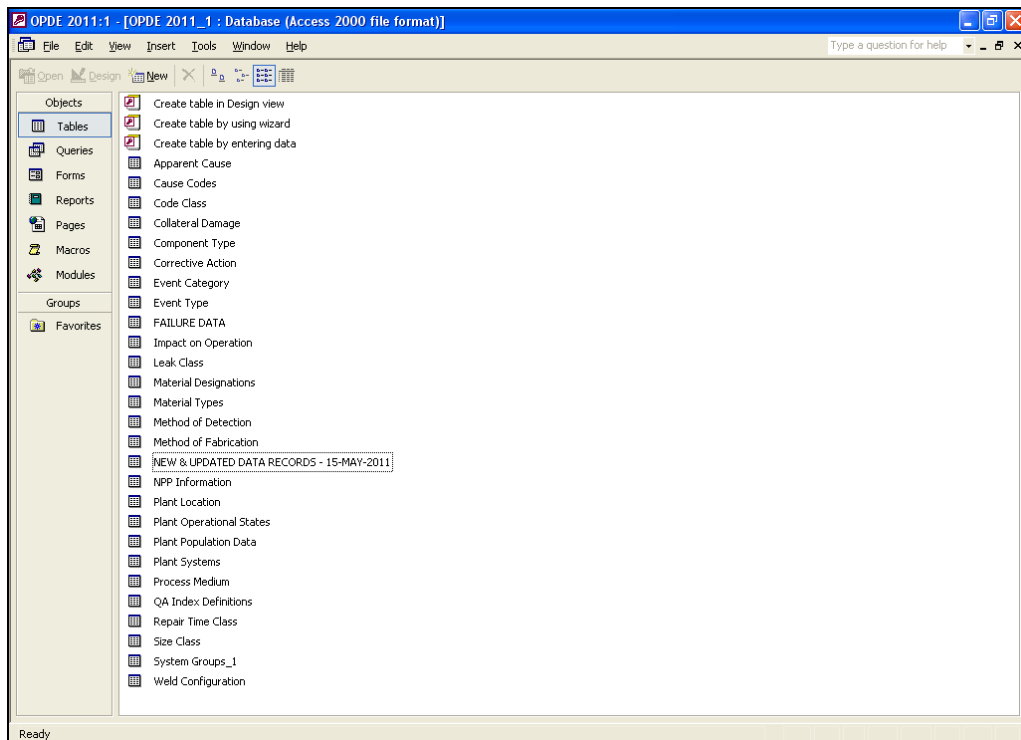 OPDE 2011:1 - [OPDE 2011_1 : Database (Access 2000 file format)]
File Edit View Insert Tools Window Help Type a question for help
Open Design New
Objects
Tables
Queries
Forms
Reports
Pages
Macros
Modules
Groups
Favorites
Create table in Design view
Create table by using wizard
Create table by entering data
Apparent Cause
Cause Codes
Code Class
Collateral Damage
Component Type
Corrective Action
Event Category
Event Type
FAILURE DATA
Impact on Operation
Leak Class
Material Designations
Material Types
Method of Detection
Method of Fabrication
NEW & UPDATED DATA RECORDS - 15-MAY-2011
NPP Information
Plant Location
Plant Operational States
Plant Population Data
Plant Systems
Process Medium
QA Index Definitions
Repair Time Class
Size Class
System Groups_1
Weld Configuration
Ready